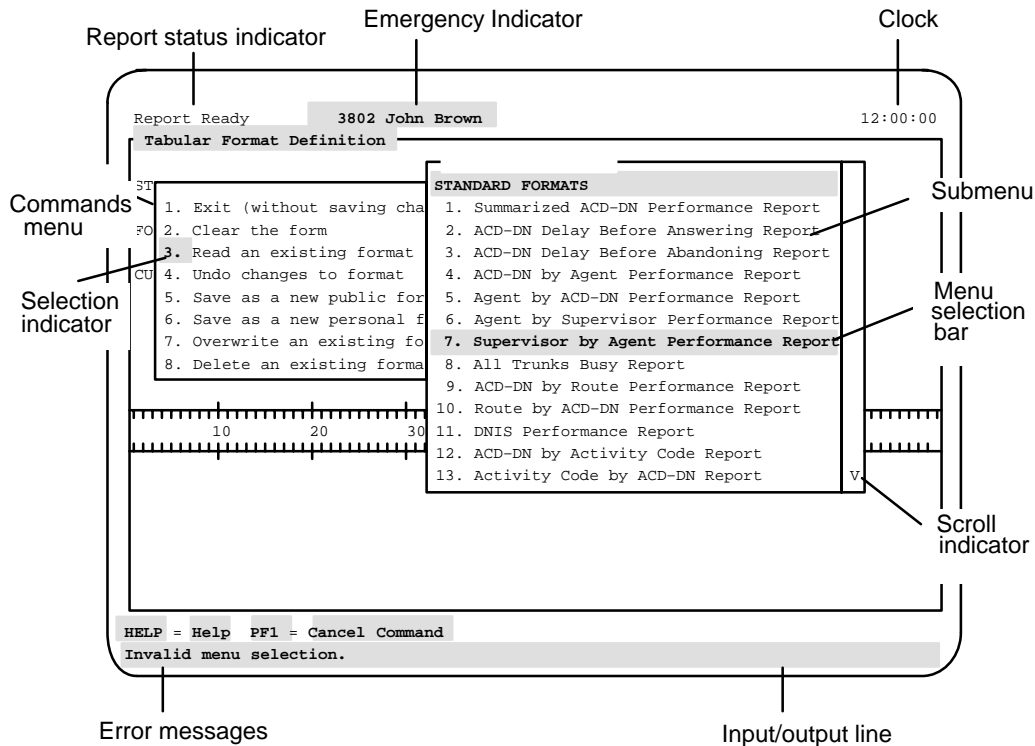 Emergency Indicator
Clock
Report status indicator
Report Ready 3802 John Brown 12:00:00
Tabular Format Definition
ST
Commands
menu
1. Exit (without saving cha
FO 2. Clear the form
3. Read an existing format
CU 4. Undo changes to format
5. Save as a new public for
6. Save as a new personal f
7. Overwrite an existing fo
8. Delete an existing forma
Selection
indicator
STANDARD FORMATS
1. Summarized ACD-DN Performance Report
2. ACD-DN Delay Before Answering Report
3. ACD-DN Delay Before Abandoning Report
4. ACD-DN by Agent Performance Report
5. Agent by ACD-DN Performance Report
6. Agent by Supervisor Performance Report
7. Supervisor by Agent Performance Report
8. All Trunks Busy Report
9. ACD-DN by Route Performance Report
10. Route by ACD-DN Performance Report
11. DNIS Performance Report
12. ACD-DN by Activity Code Report
13. Activity Code by ACD-DN Report V
Submenu
Menu
selection
bar
10 20 30
Scroll
indicator
HELP = Help PF1 = Cancel Command
Invalid menu selection.
Error messages
Input/output line